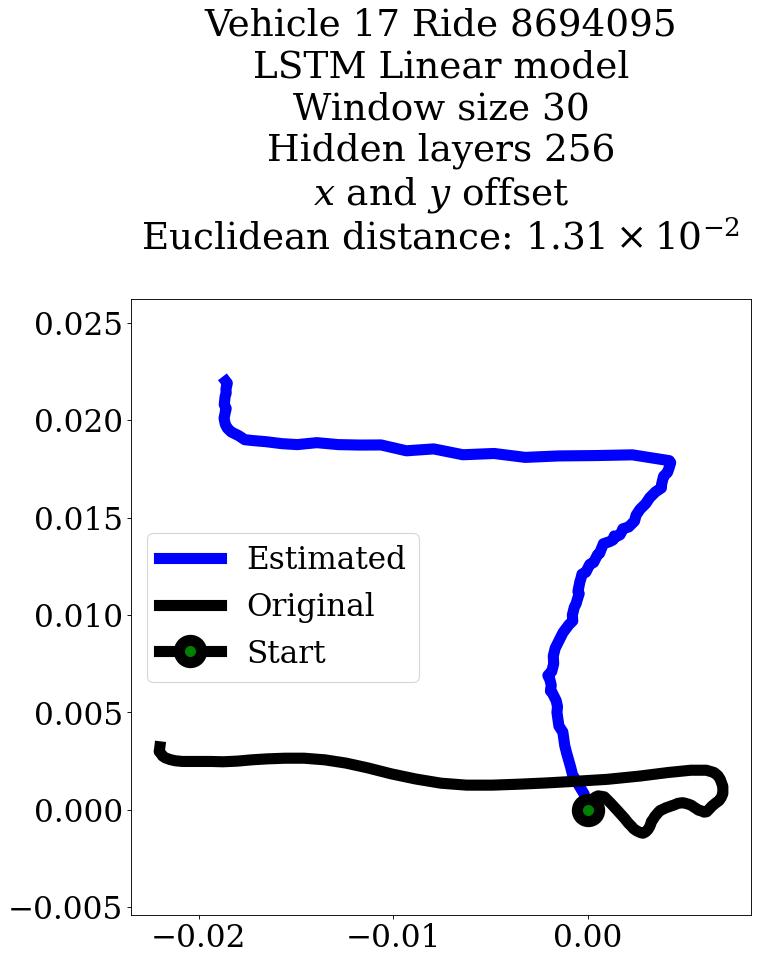 Vehicle 17 Ride 8694095
LSTM Linear model
Window size 30
Hidden layers 256
x and y offset
Euclidean distance: 1.31 × 10⁻²
0.025
0.020
0.015
0.010
0.005
0.000
−0.005
Estimated
Original
Start
−0.02 −0.01 0.00